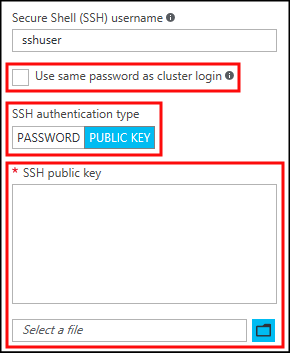 Secure Shell (SSH) username
sshuser
Use same password as cluster login
SSH authentication type
PASSWORD PUBLIC KEY
* SSH public key
Select a file